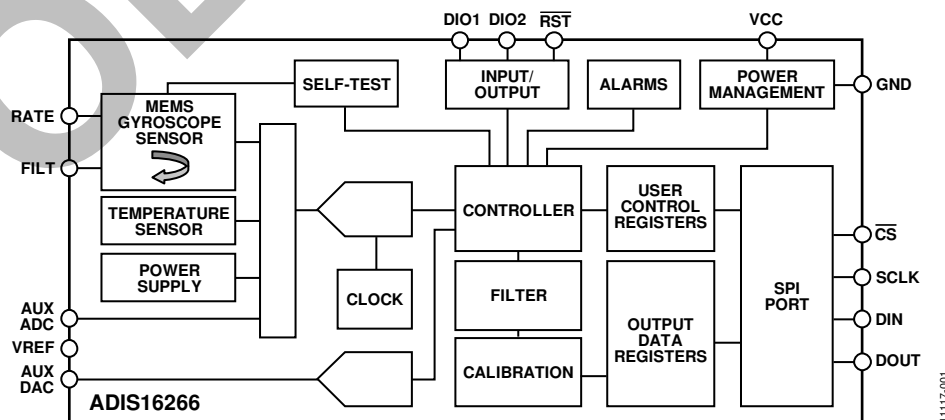 DIO1 DIO2 RST
VCC
SELF-TEST
INPUT/
OUTPUT
ALARMS
POWER
MANAGEMENT
GND
RATE
MEMS
GYROSCOPE
SENSOR
FILT
TEMPERATURE
SENSOR
POWER
SUPPLY
CLOCK
CONTROLLER
FILTER
CALIBRATION
USER
CONTROL
REGISTERS
OUTPUT
DATA
REGISTERS
SPI
PORT
CS
SCLK
DIN
DOUT
AUX
ADC
VREF
AUX
DAC
ADIS16266
11117-001